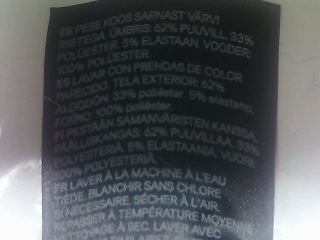 EE PESE KOOS SARNAST VÄRVI
RIIETEGA. ÜMBRIS: 62% PUUVILL, 33%
POLÜESTER, 5% ELASTAAN. VOODER:
100% POLÜESTER.
ES LAVAR CON PRENDAS DE COLOR
PARECIDO. TELA EXTERIOR: 62%
ALGODÓN, 33% poliéster, 5% elastano.
FORRO: 100% poliéster.
FI PESTÄÄN SAMANVÄRISTEN KANSSA.
PÄÄLLISKANGAS: 62% PUUVILLAA, 33%
POLYESTERIÄ, 5% ELASTAANIA. VUORI:
100% POLYESTERIÄ.
FR LAVER À LA MACHINE À L'EAU
TIÈDE. BLANCHIR SANS CHLORE
SI NÉCESSAIRE. SÉCHER À L'AIR.
REPASSER À TEMPÉRATURE MOYENNE.
NETTOYAGE À SEC. LAVER AVEC